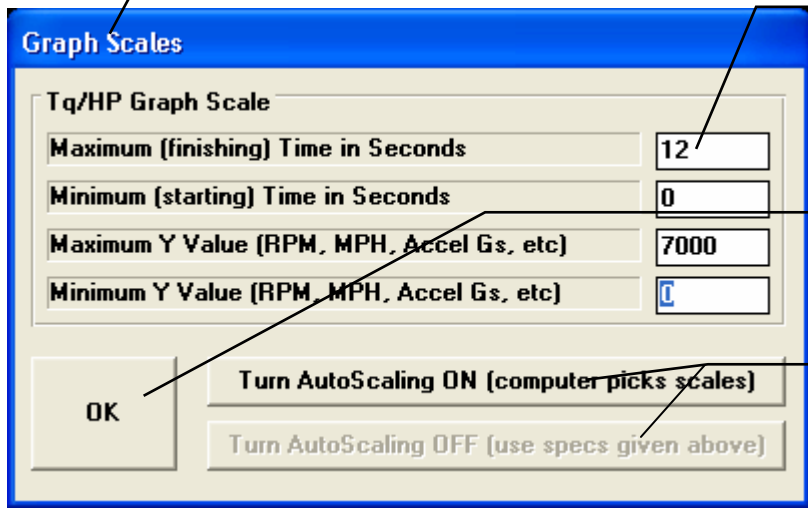 Graph Scales
Tq/HP Graph Scale
Maximum (finishing) Time in Seconds 12
Minimum (starting) Time in Seconds 0
Maximum Y Value (RPM, MPH, Accel Gs, etc) 7000
Minimum Y Value (RPM, MPH, Accel Gs, etc) 0
OK
Turn AutoScaling ON (computer picks scales)
Turn AutoScaling OFF (use specs given above)